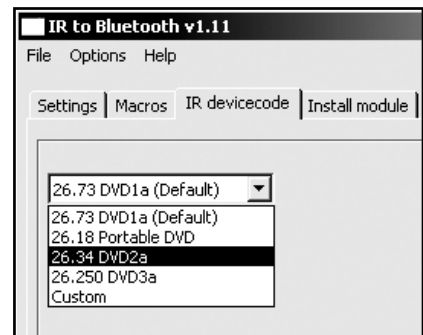 IR to Bluetooth v1.11
File Options Help
Settings Macros IR devicecode Install module
26.73 DVD1a (Default)
26.73 DVD1a (Default)
26.18 Portable DVD
26.34 DVD2a
26.250 DVD3a
Custom